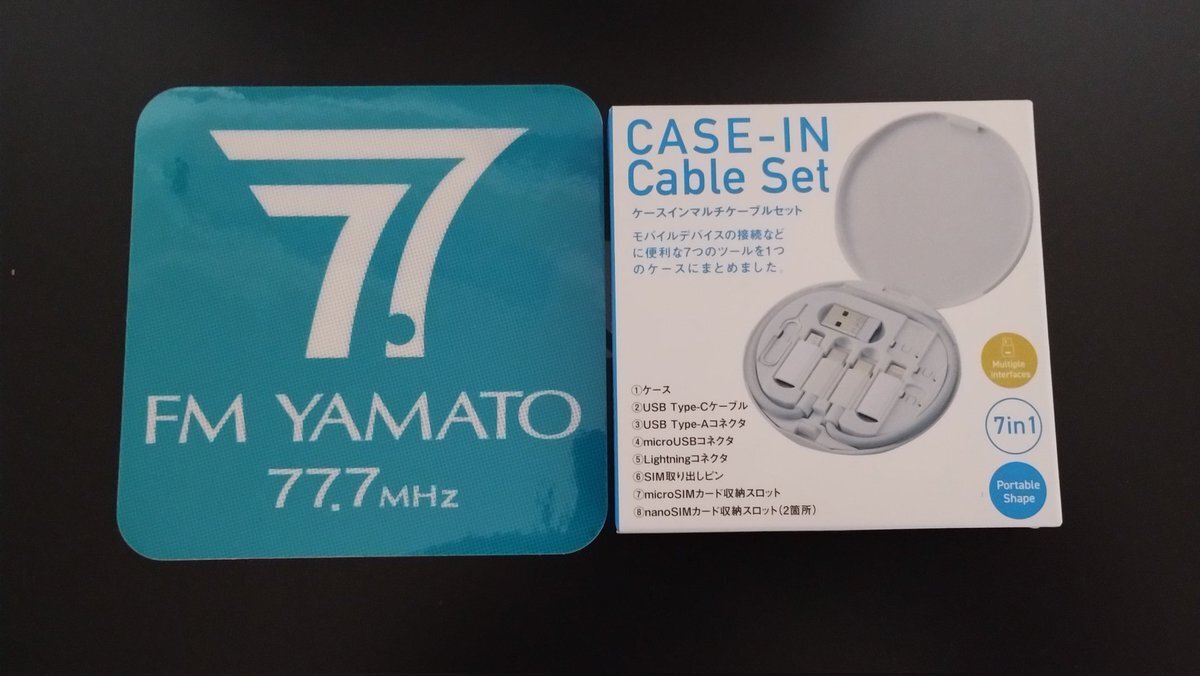 77.7
FM YAMATO
77.7MHz
CASE-IN
Cable Set
ケースインマルチケーブルセット
モバイルデバイスの接続など
に便利な7つのツールを1つ
のケースにまとめました。
①ケース
②USB Type-Cケーブル
③USB Type-Aコネクタ
④microUSBコネクタ
⑤Lightningコネクタ
⑥SIM取り出しピン
⑦microSIMカード収納スロット
⑧nanoSIMカード収納スロット(2箇所)
Multiple
Interfaces
7in1
Portable
Shape